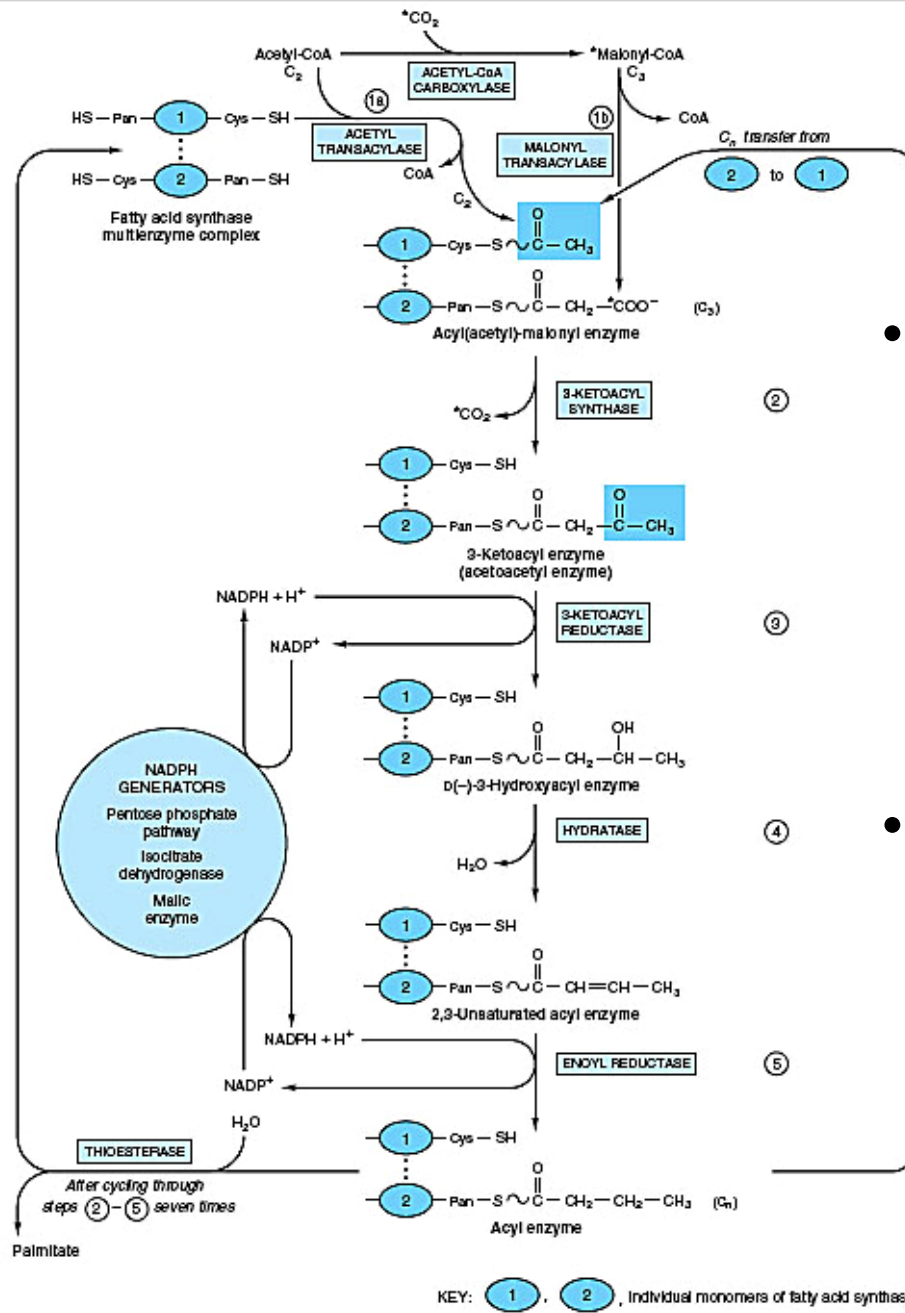 *CO2
Acetyl-CoA
C2
*Malonyl-CoA
C3
ACETYL-CoA
CARBOXYLASE
1a
1b
HS—Pan—1—Cys—SH
CoA
ACETYL
TRANSACYLASE
MALONYL
TRANSACYLASE
Cn transfer from
2 to 1
HS—Cys—2—Pan—SH
CoA
C2
Fatty acid synthase
multienzyme complex
O
1—Cys—S~C—CH3
O
2—Pan—S~C—CH2—*COO−
(C3)
Acyl(acetyl)-malonyl enzyme
3-KETOACYL
SYNTHASE
2
*CO2
1—Cys—SH
O O
2—Pan—S~C—CH2—C—CH3
3-Ketoacyl enzyme
(acetoacetyl enzyme)
NADPH + H+
3-KETOACYL
REDUCTASE
3
NADP+
1—Cys—SH
O OH
2—Pan—S~C—CH2—CH—CH3
D(−)-3-Hydroxyacyl enzyme
NADPH
GENERATORS
Pentose phosphate
pathway
Isocitrate
dehydrogenase
Malic
enzyme
HYDRATASE
4
H2O
1—Cys—SH
O
2—Pan—S~C—CH=CH—CH3
2,3-Unsaturated acyl enzyme
NADPH + H+
ENOYL REDUCTASE
5
NADP+
H2O
THIOESTERASE
1—Cys—SH
After cycling through
steps 2–5 seven times
O
2—Pan—S~C—CH2—CH2—CH3
(Cn)
Acyl enzyme
Palmitate
KEY: 1, 2, Individual monomers of fatty acid synthas